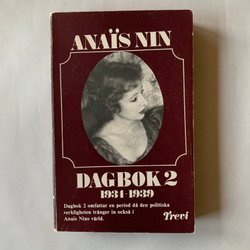 ANAÏS NIN
DAGBOK 2
1934-1939
Dagbok 2 omfattar en period då den politiska
verkligheten tränger in också i
Anaïs Nins värld.
Trevi